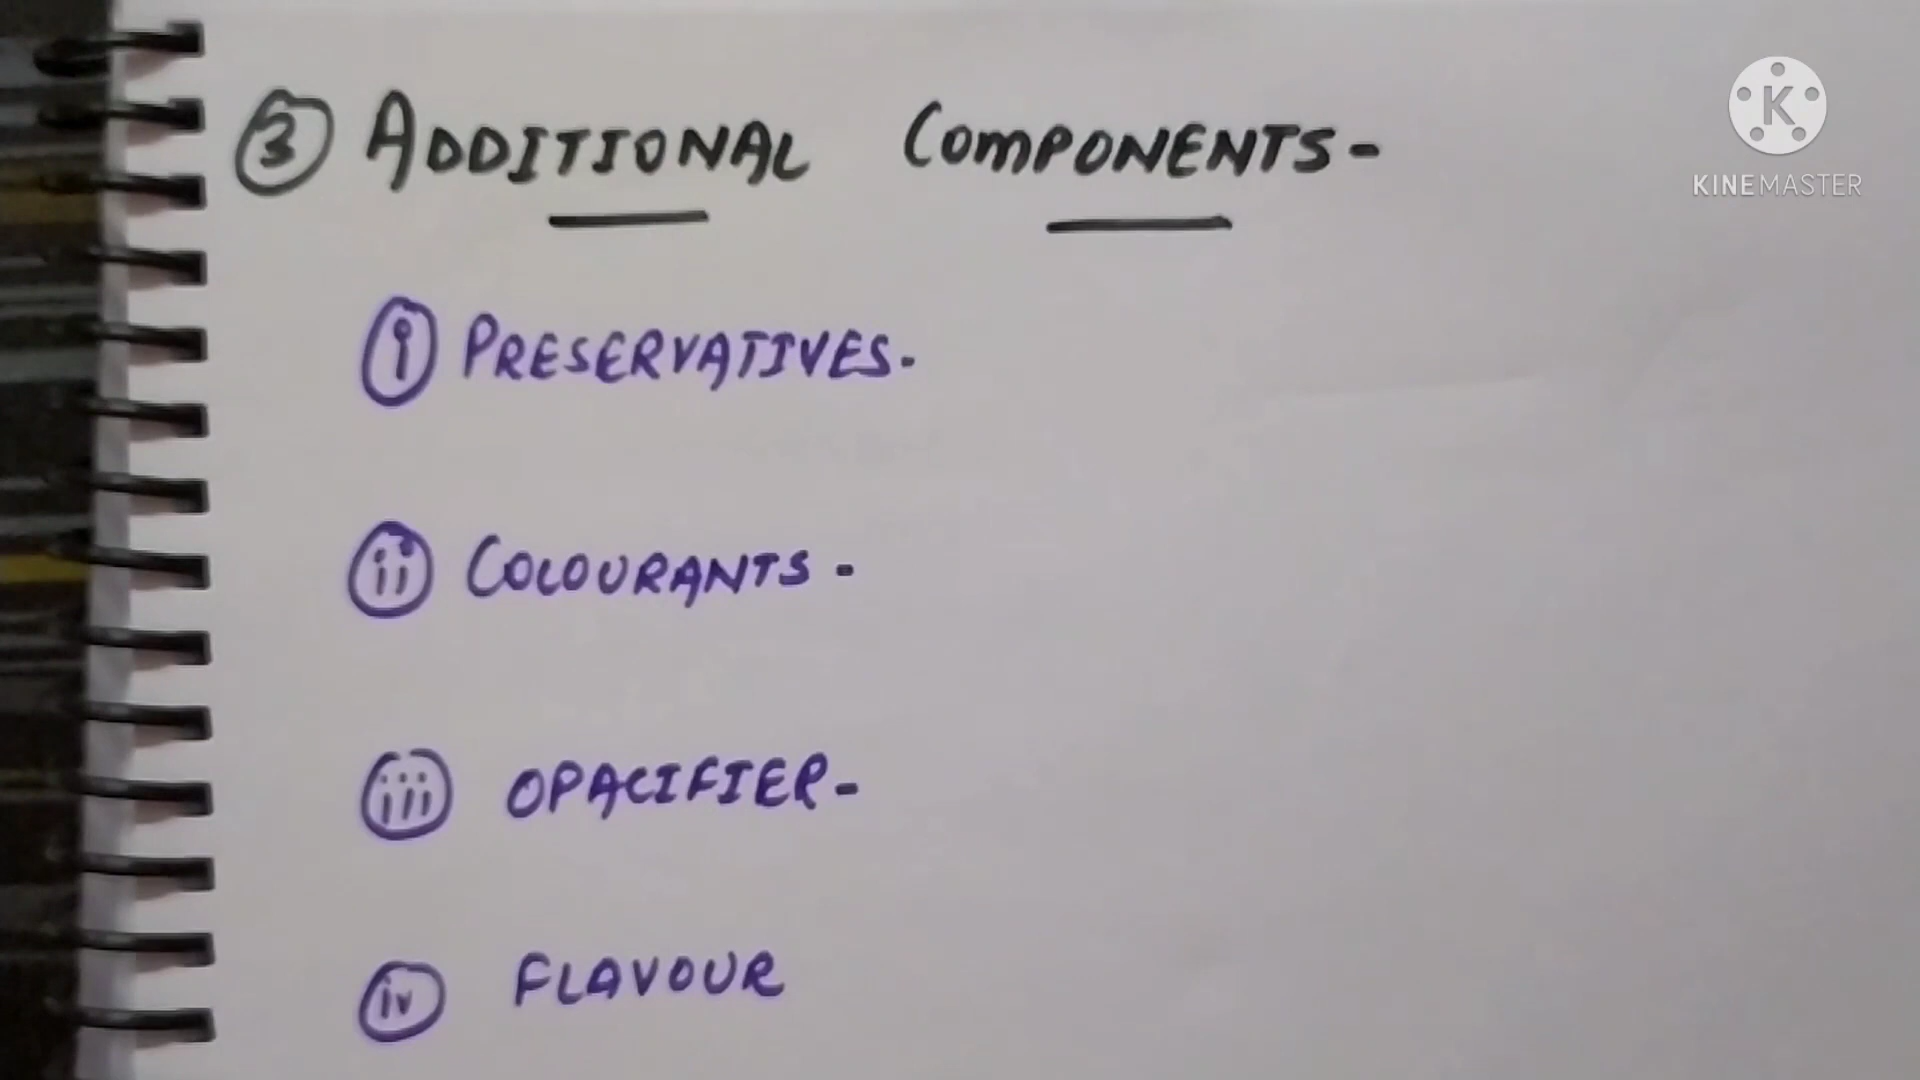 3 ADDITIONAL COMPONENTS-
K
KINEMASTER
i PRESERVATIVES-
ii COLOURANTS-
iii OPACIFIER-
iv FLAVOUR